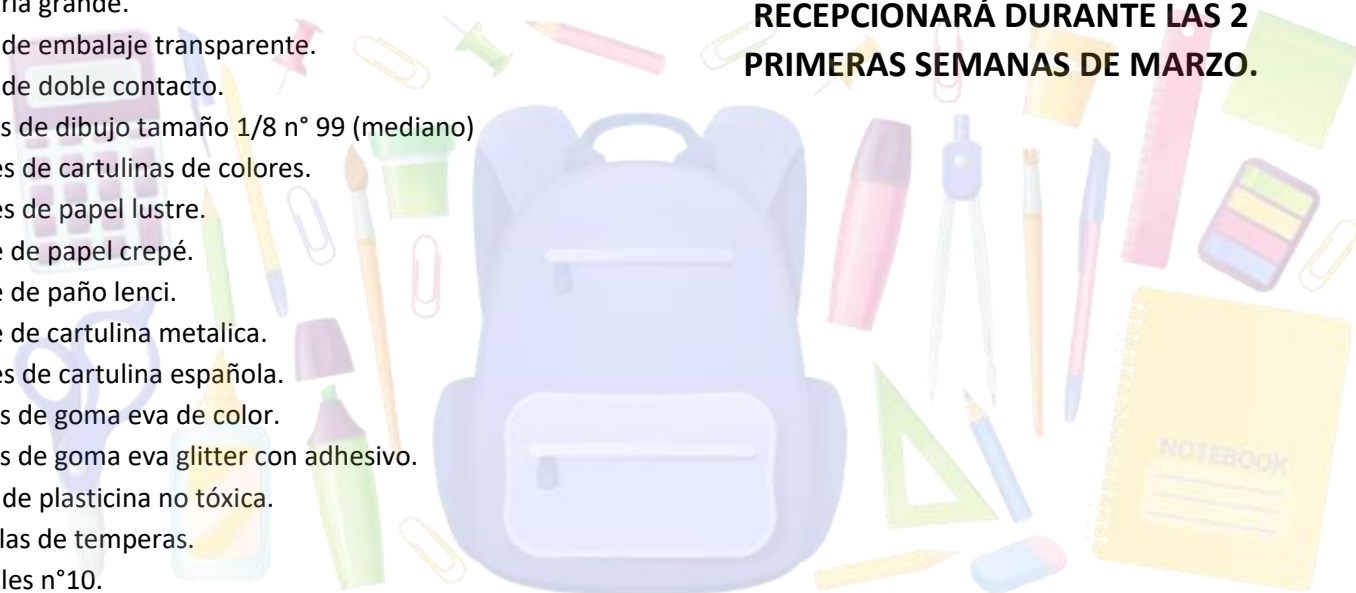 ría grande.
de embalaje transparente.
de doble contacto.
s de dibujo tamaño 1/8 n° 99 (mediano)
es de cartulinas de colores.
es de papel lustre.
e de papel crepé.
e de paño lenci.
e de cartulina metalica.
es de cartulina española.
s de goma eva de color.
s de goma eva glitter con adhesivo.
de plasticina no tóxica.
las de temperas.
les n°10.
RECEPCIONARÁ DURANTE LAS 2
PRIMERAS SEMANAS DE MARZO.
NOTEBOOK